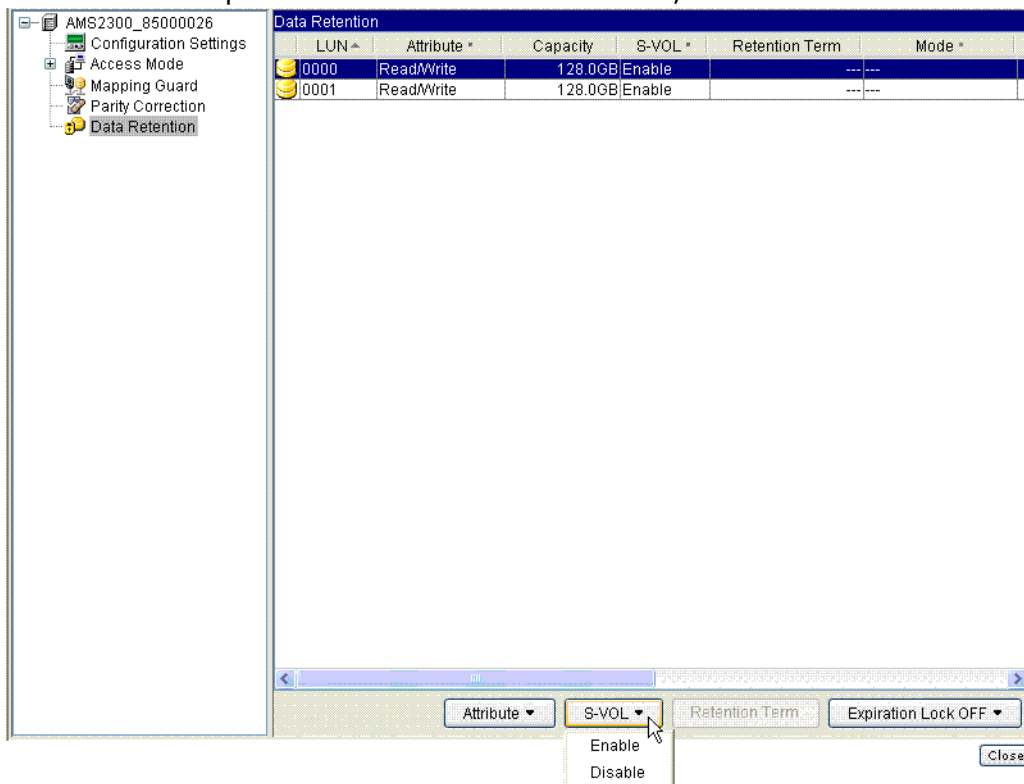 AMS2300_85000026
Configuration Settings
Access Mode
Mapping Guard
Parity Correction
Data Retention
Data Retention
LUN Attribute Capacity S-VOL Retention Term Mode
0000 Read/Write 128.0GB Enable --- ---
0001 Read/Write 128.0GB Enable --- ---
Attribute S-VOL Retention Term Expiration Lock OFF
Enable
Disable
Close